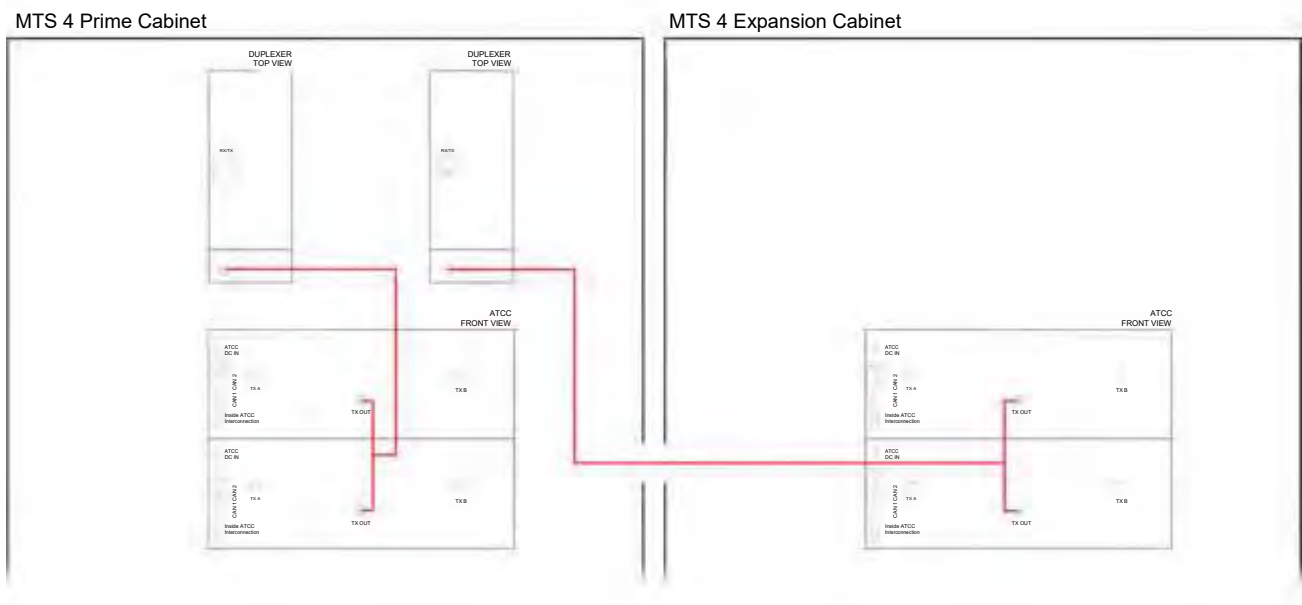 MTS 4 Prime Cabinet
MTS 4 Expansion Cabinet
DUPLEXER
TOP VIEW
DUPLEXER
TOP VIEW
RX/TX
RX/TX
ATCC
FRONT VIEW
ATCC
DC IN
CAN 1 CAN 2
TX A
TX B
TX OUT
Inside ATCC
Interconnection
ATCC
DC IN
CAN 1 CAN 2
TX A
TX B
TX OUT
Inside ATCC
Interconnection
ATCC
FRONT VIEW
ATCC
DC IN
CAN 1 CAN 2
TX A
TX B
TX OUT
Inside ATCC
Interconnection
ATCC
DC IN
CAN 1 CAN 2
TX A
TX B
TX OUT
Inside ATCC
Interconnection